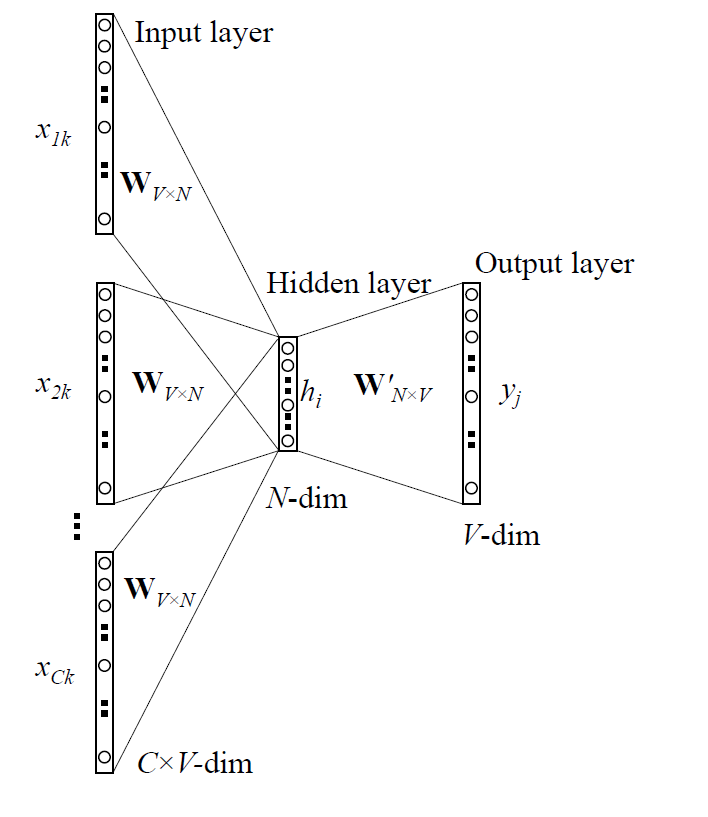 Input layer
x1k
WV×N
Output layer
Hidden layer
x2k
WV×N
hi
W'N×V
yj
N-dim
V-dim
WV×N
xCk
C×V-dim